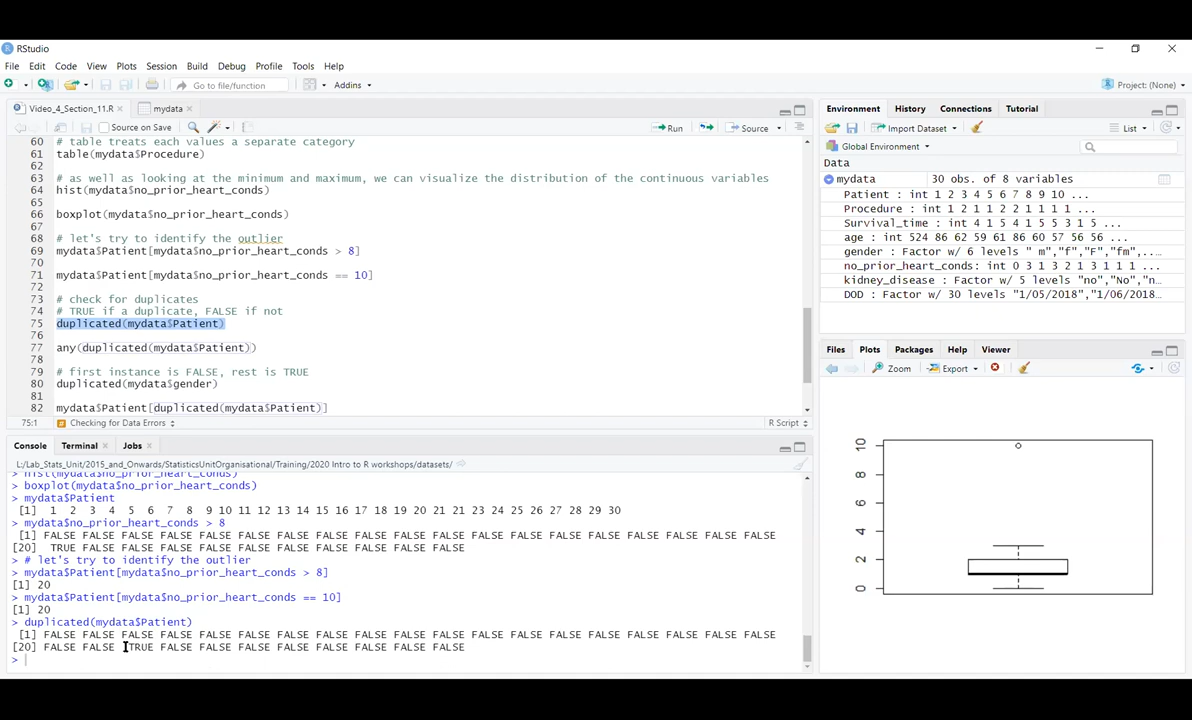 RStudio
File Edit Code View Plots Session Build Debug Profile Tools Help
Go to file/function
Addins
Project: (None)
Video_4_Section_11.R
mydata
Source on Save
Run
Source
60 # table treats each values a separate category
61 table(mydata$Procedure)
62
63 # as well as looking at the minimum and maximum, we can visualize the distribution of the continuous variables
64 hist(mydata$no_prior_heart_conds)
65
66 boxplot(mydata$no_prior_heart_conds)
67
68 # let's try to identify the outlier
69 mydata$Patient[mydata$no_prior_heart_conds > 8]
70
71 mydata$Patient[mydata$no_prior_heart_conds == 10]
72
73 # check for duplicates
74 # TRUE if a duplicate, FALSE if not
75 duplicated(mydata$Patient)
76
77 any(duplicated(mydata$Patient))
78
79 # first instance is FALSE, rest is TRUE
80 duplicated(mydata$gender)
81
82 mydata$Patient[duplicated(mydata$Patient)]
75:1 # Checking for Data Errors
R Script
Console Terminal Jobs
L:/Lab_Stats_Unit/2015_and_Onwards/StatisticsUnitOrganisational/Training/2020 Intro to R workshops/datasets/
> hist(mydata$no_prior_heart_conds)
> boxplot(mydata$no_prior_heart_conds)
> mydata$Patient
[1] 1 2 3 4 5 6 7 8 9 10 11 12 13 14 15 16 17 18 19 20 21 21 23 24 25 26 27 28 29 30
> mydata$no_prior_heart_conds > 8
[1] FALSE FALSE FALSE FALSE FALSE FALSE FALSE FALSE FALSE FALSE FALSE FALSE FALSE FALSE FALSE FALSE FALSE FALSE FALSE
[20] TRUE FALSE FALSE FALSE FALSE FALSE FALSE FALSE FALSE FALSE FALSE
> # let's try to identify the outlier
> mydata$Patient[mydata$no_prior_heart_conds > 8]
[1] 20
> mydata$Patient[mydata$no_prior_heart_conds == 10]
[1] 20
> duplicated(mydata$Patient)
[1] FALSE FALSE FALSE FALSE FALSE FALSE FALSE FALSE FALSE FALSE FALSE FALSE FALSE FALSE FALSE FALSE FALSE FALSE FALSE
[20] FALSE FALSE TRUE FALSE FALSE FALSE FALSE FALSE FALSE FALSE FALSE
>
Environment History Connections Tutorial
Import Dataset
List
Global Environment
Data
mydata 30 obs. of 8 variables
Patient : int 1 2 3 4 5 6 7 8 9 10 ...
Procedure : int 1 2 1 1 2 2 1 1 1 1 ...
Survival_time : int 4 1 5 4 1 5 5 3 1 5 ...
age : int 524 86 62 59 61 86 60 57 56 56 ...
gender : Factor w/ 6 levels " m","f","F","fm",..…
no_prior_heart_conds: int 0 3 1 3 2 1 3 1 1 1 ...
kidney_disease : Factor w/ 5 levels "no","No","n…
DOD : Factor w/ 30 levels "1/05/2018","1/06/2018…
Files Plots Packages Help Viewer
Zoom
Export
10
8
6
4
2
0